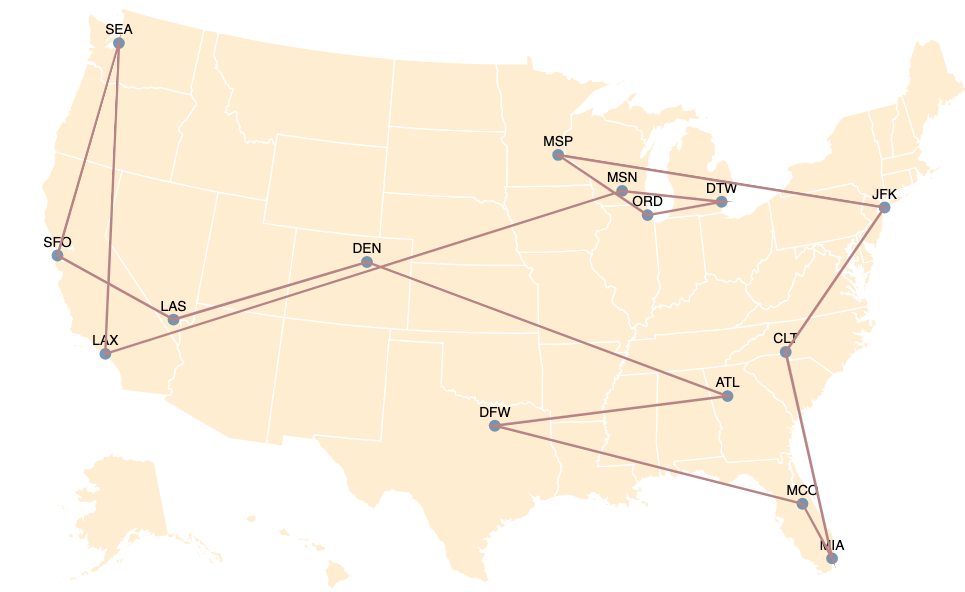 SEA
MSP
MSN
DTW
ORD
JFK
SFO
DEN
LAS
LAX
CLT
ATL
DFW
MCO
MIA